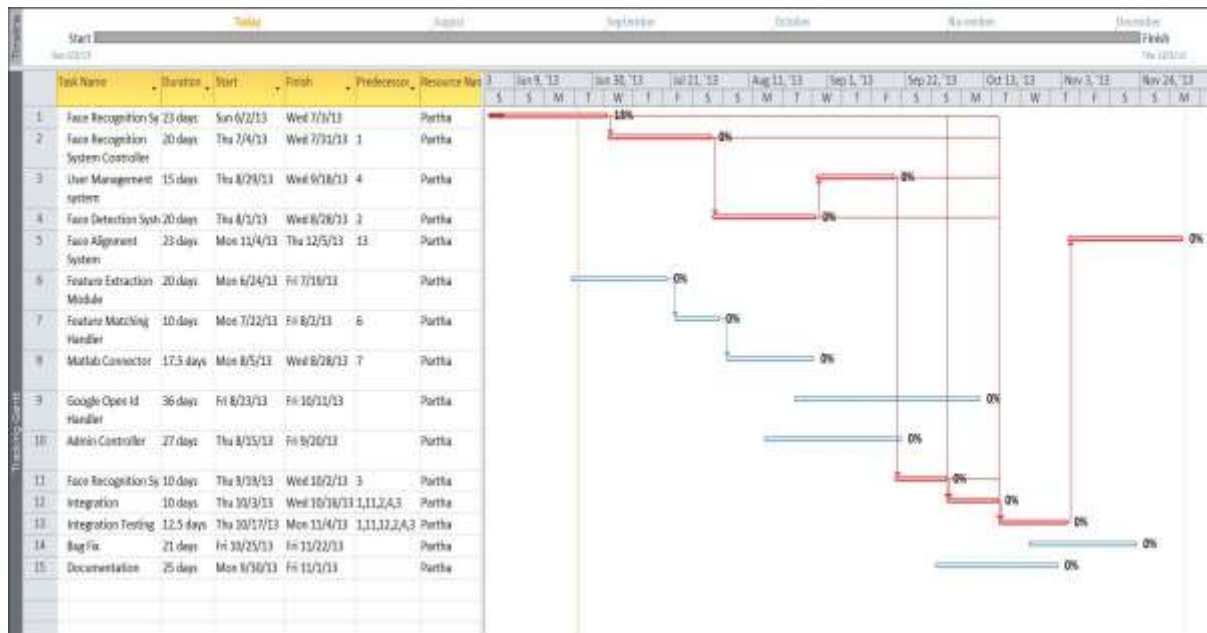 Today August September October November December
Start Finish
Timeline
Task Name Duration Start Finish Predecessor Resource Nam 3 Jun 9, '13 Jun 30, '13 Jul 21, '13 Aug 11, '13 Sep 1, '13 Sep 22, '13 Oct 13, '13 Nov 3, '13 Nov 24, '13
S S M T W T F S S M T W T F S S M T W T F S S M
1 Face Recognition Sy 23 days Sun 6/2/13 Wed 7/3/13 Partha 18%
2 Face Recognition 20 days Thu 7/4/13 Wed 7/31/13 1 Partha 0%
System Controller
3 User Management 15 days Thu 8/29/13 Wed 9/18/13 4 Partha 0%
system
4 Face Detection Syst 20 days Thu 8/1/13 Wed 8/28/13 2 Partha 0%
5 Face Alignment 23 days Mon 11/4/13 Thu 12/5/13 13 Partha 0%
System
6 Feature Extraction 20 days Mon 6/24/13 Fri 7/19/13 Partha 0%
Module
7 Feature Matching 10 days Mon 7/22/13 Fri 8/2/13 6 Partha 0%
Handler
8 Matlab Connector 17.5 days Mon 8/5/13 Wed 8/28/13 7 Partha 0%
9 Google Open Id 36 days Fri 8/23/13 Fri 10/11/13 Partha 0%
Handler
10 Admin Controller 27 days Thu 8/15/13 Fri 9/20/13 Partha 0%
11 Face Recognition Sy 10 days Thu 9/19/13 Wed 10/2/13 3 Partha 0%
12 Integration 10 days Thu 10/3/13 Wed 10/16/13 1,11,2,4,3 Partha 0%
13 Integration Testing 12.5 days Thu 10/17/13 Mon 11/4/13 1,11,12,2,4,3 Partha 0%
14 Bug Fix 21 days Fri 10/25/13 Fri 11/22/13 Partha 0%
15 Documentation 25 days Mon 9/30/13 Fri 11/1/13 Partha 0%
Tracking Gantt